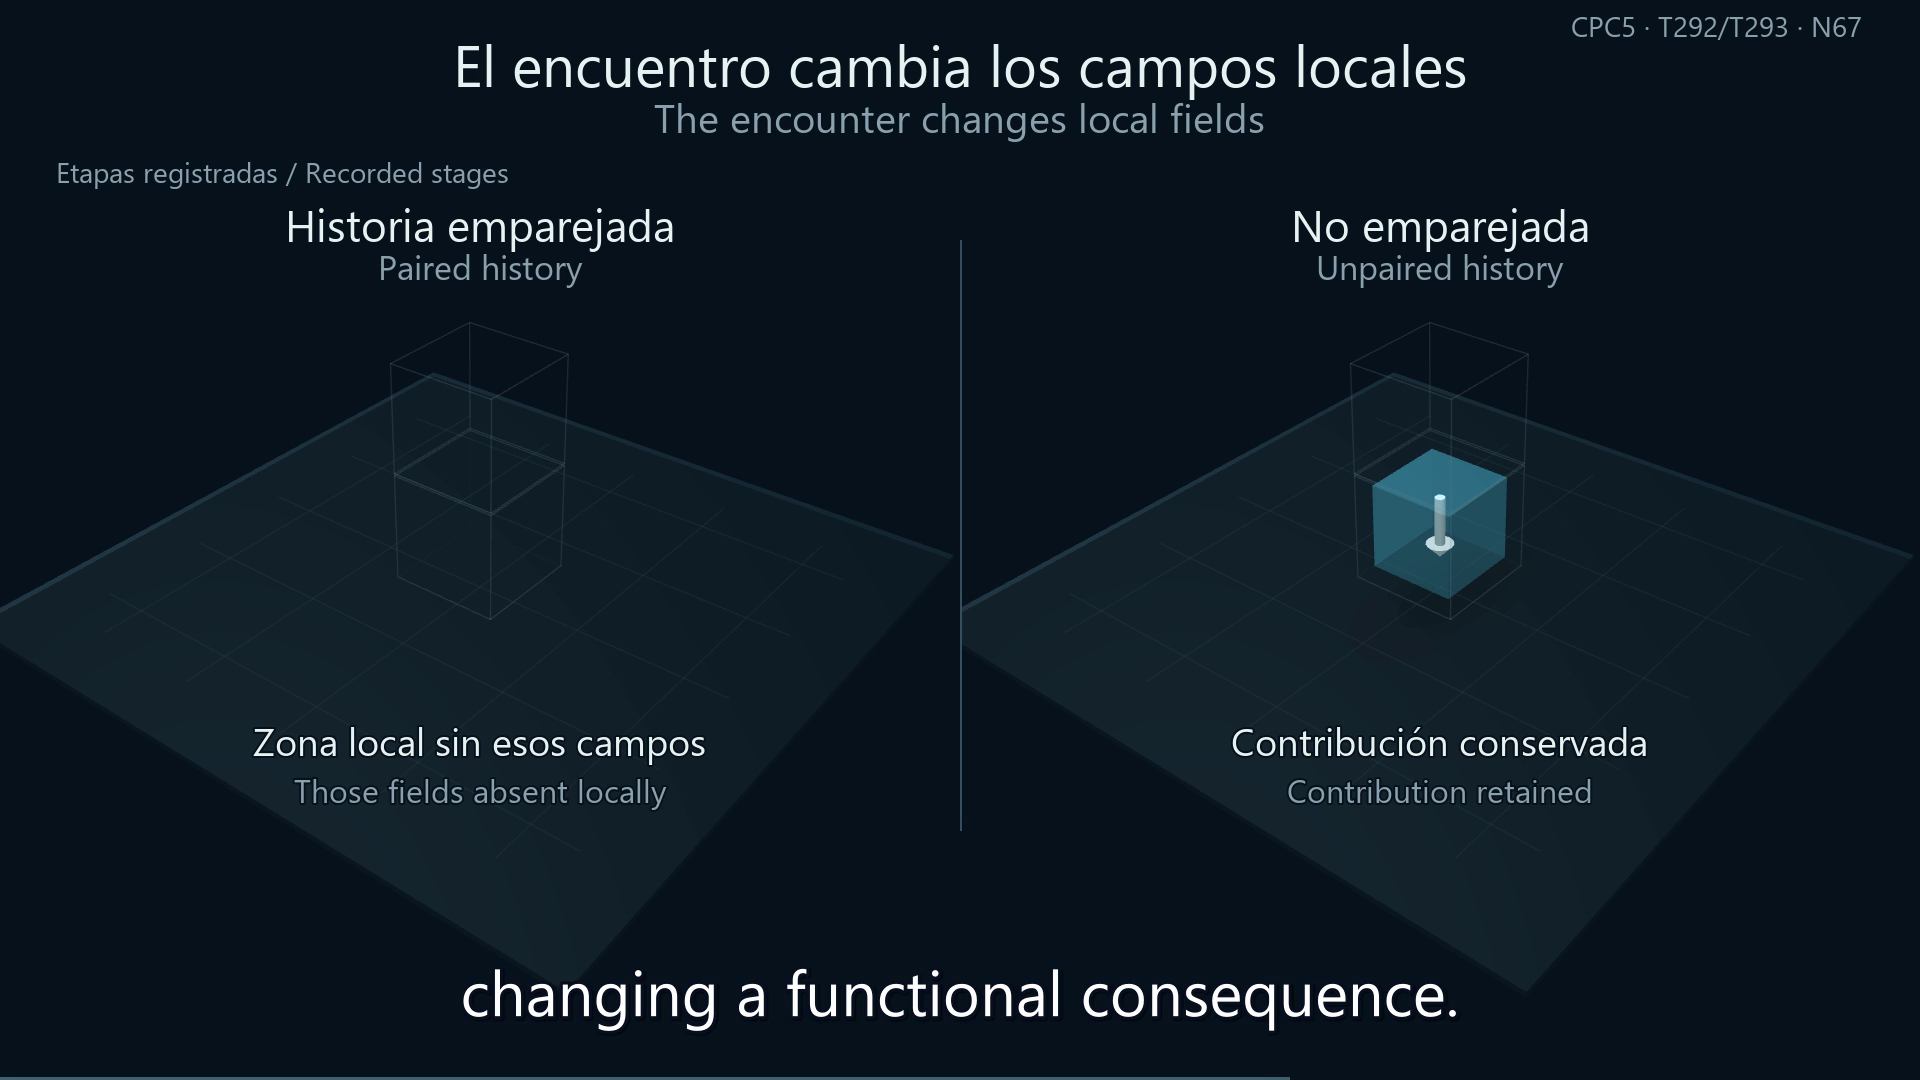 CPC5 · T292/T293 · N67
El encuentro cambia los campos locales
The encounter changes local fields
Etapas registradas / Recorded stages
Historia emparejada
Paired history
No emparejada
Unpaired history
Zona local sin esos campos
Those fields absent locally
Contribución conservada
Contribution retained
changing a functional consequence.